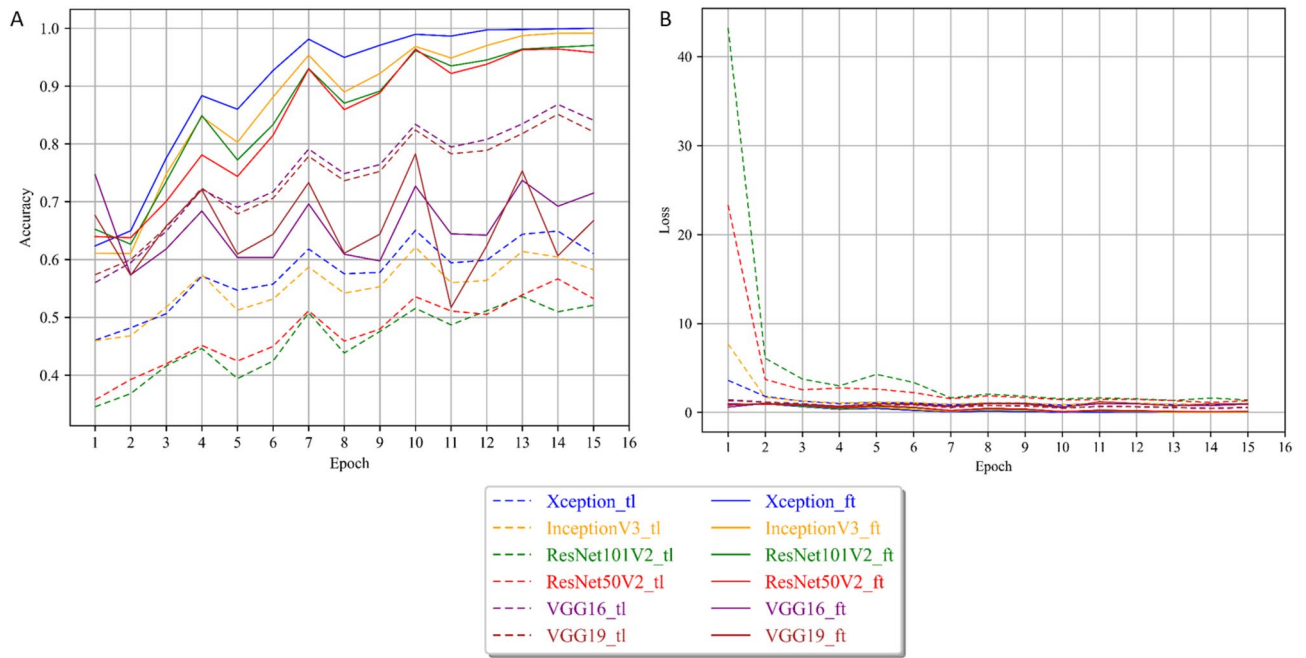 A
1.0
0.9
0.8
0.7
0.6
0.5
0.4
Accuracy
1 2 3 4 5 6 7 8 9 10 11 12 13 14 15 16
Epoch
B
40
30
20
10
0
Loss
1 2 3 4 5 6 7 8 9 10 11 12 13 14 15 16
Epoch
Xception_tl
InceptionV3_tl
ResNet101V2_tl
ResNet50V2_tl
VGG16_tl
VGG19_tl
Xception_ft
InceptionV3_ft
ResNet101V2_ft
ResNet50V2_ft
VGG16_ft
VGG19_ft